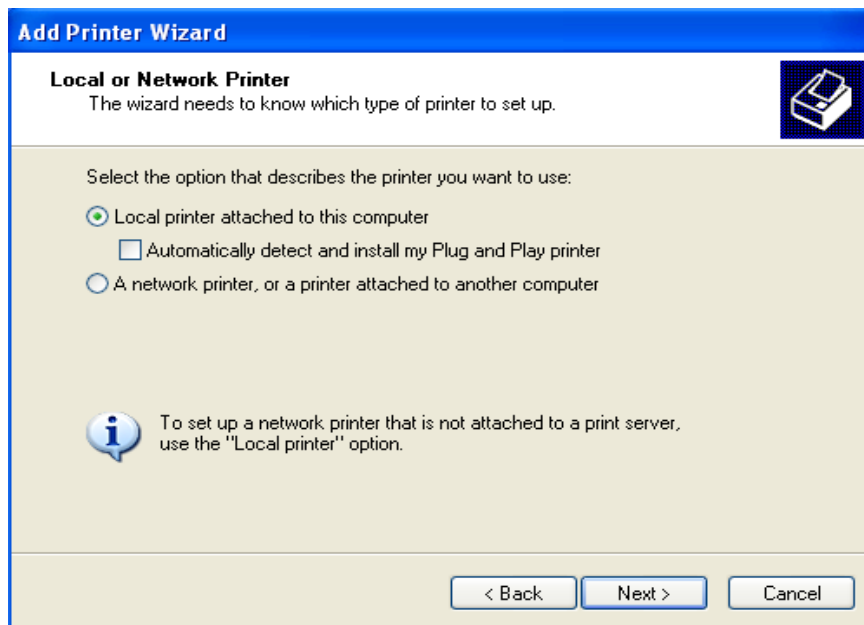 Add Printer Wizard
Local or Network Printer
The wizard needs to know which type of printer to set up.
Select the option that describes the printer you want to use:
Local printer attached to this computer
Automatically detect and install my Plug and Play printer
A network printer, or a printer attached to another computer
To set up a network printer that is not attached to a print server,
use the "Local printer" option.
< Back Next > Cancel